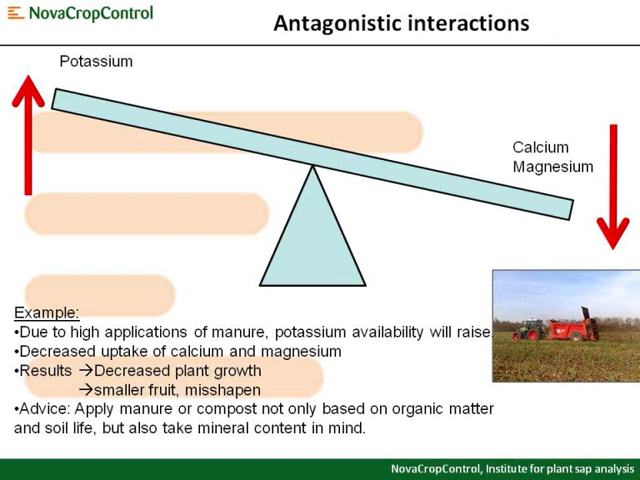 NovaCropControl
Antagonistic interactions
Potassium
Calcium
Magnesium
Example:
•Due to high applications of manure, potassium availability will raise
•Decreased uptake of calcium and magnesium
•Results →Decreased plant growth
→smaller fruit, misshapen
•Advice: Apply manure or compost not only based on organic matter
and soil life, but also take mineral content in mind.
NovaCropControl, Institute for plant sap analysis